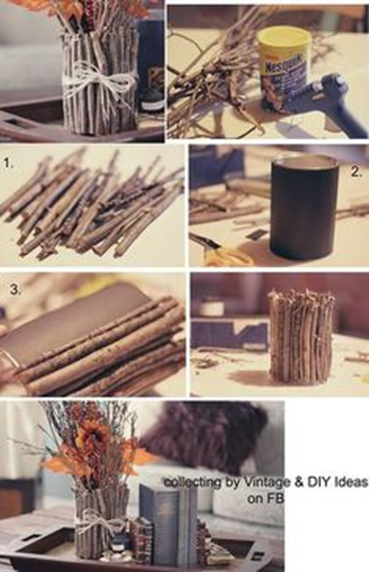 Nesquik
1.
2.
3.
collecting by Vintage & DIY Ideas
on FB